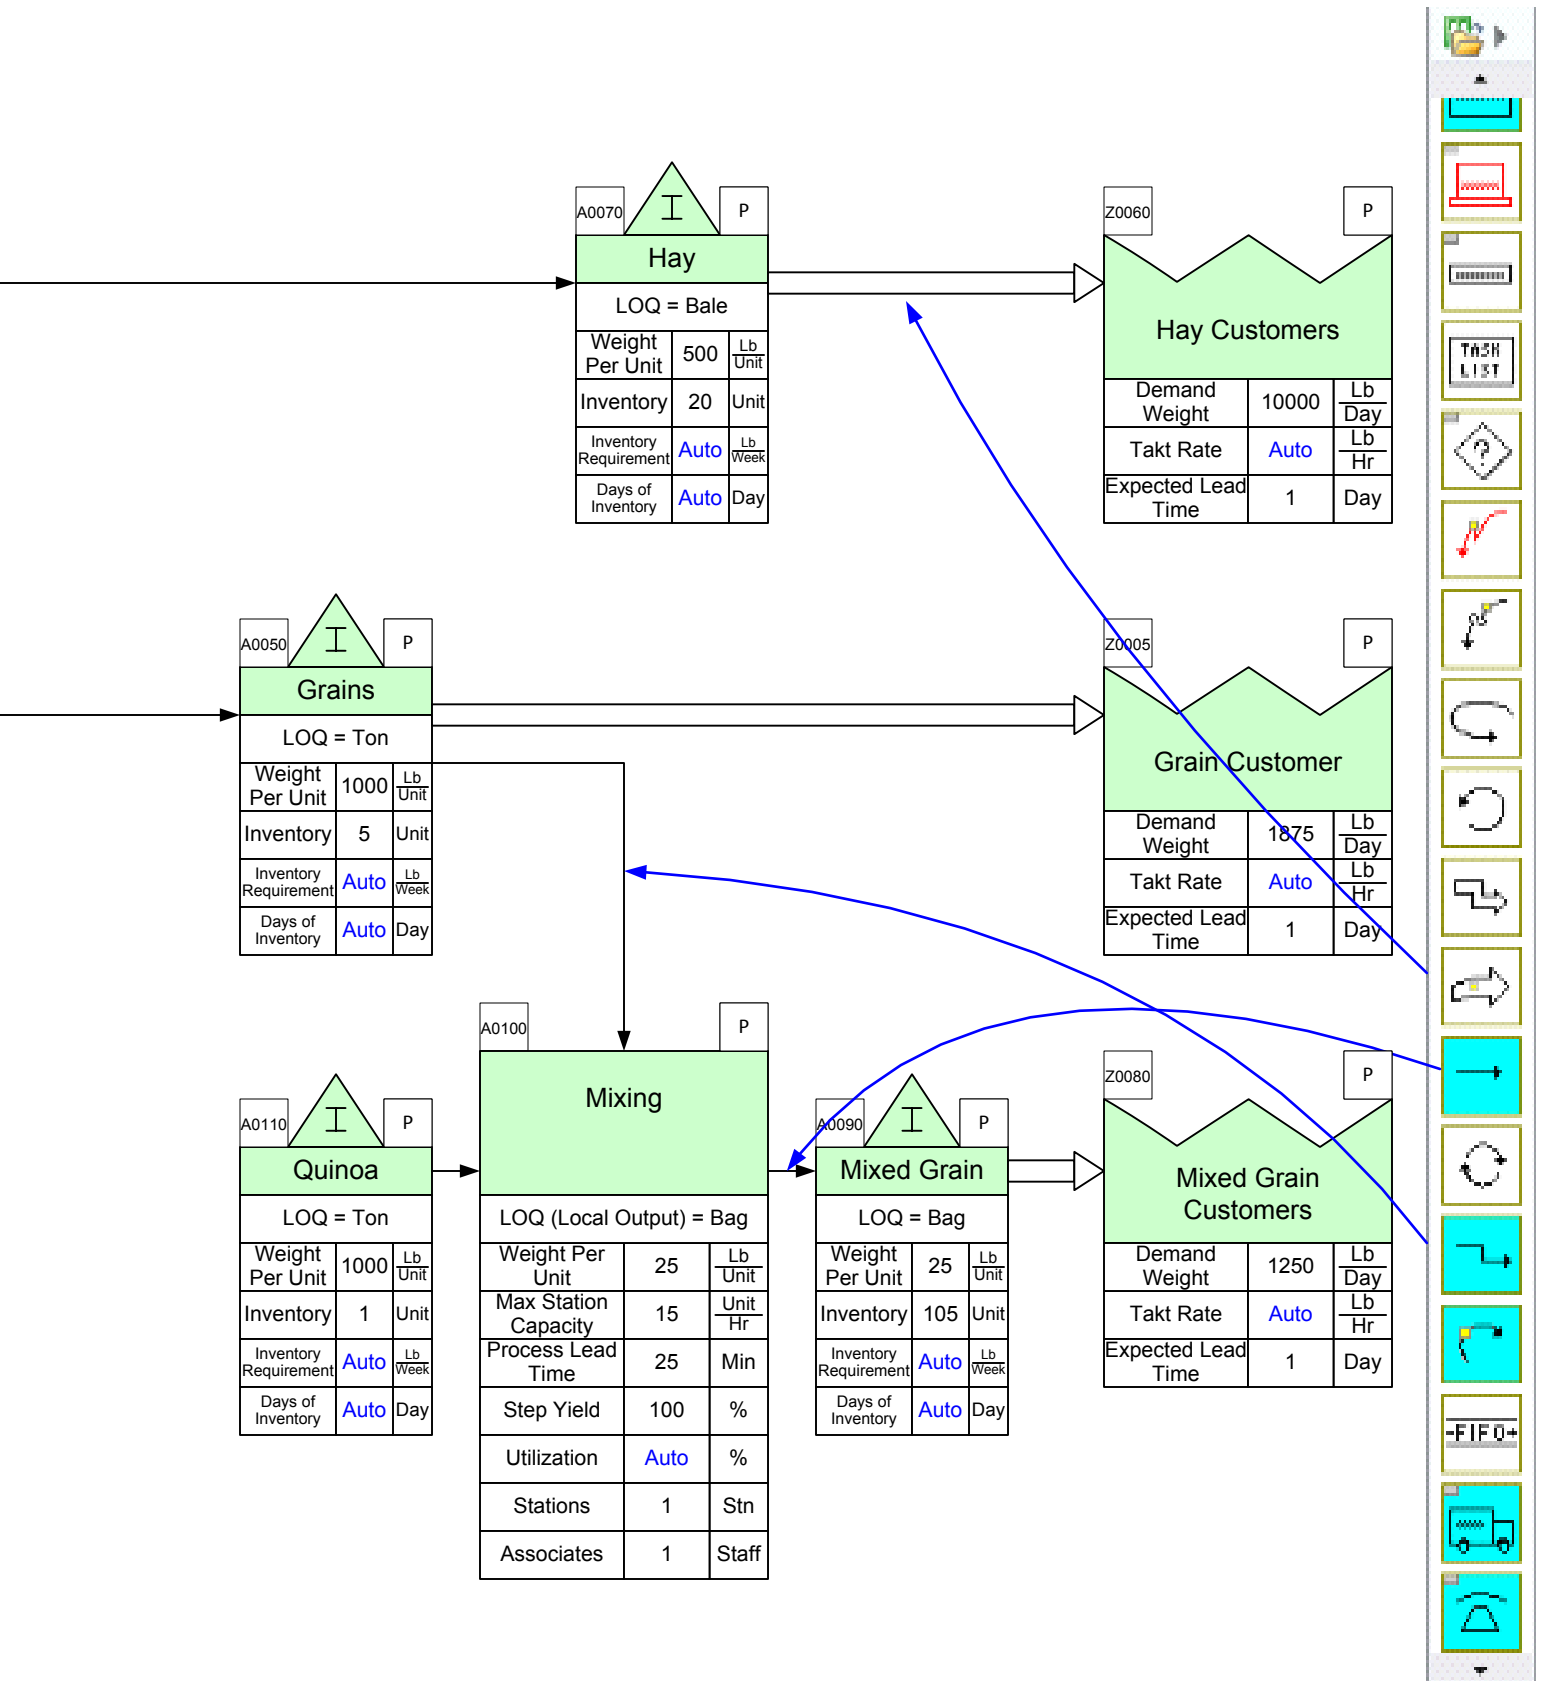 A0070
I
P
Hay
LOQ = Bale
Weight
Per Unit
500
Lb
Unit
Inventory
20
Unit
Inventory
Requirement
Auto
Lb
Week
Days of
Inventory
Auto
Day
Z0060
P
Hay Customers
Demand
Weight
10000
Lb
Day
Takt Rate
Auto
Lb
Hr
Expected Lead
Time
1
Day
A0050
I
P
Grains
LOQ = Ton
Weight
Per Unit
1000
Lb
Unit
Inventory
5
Unit
Inventory
Requirement
Auto
Lb
Week
Days of
Inventory
Auto
Day
Z0005
P
Grain Customer
Demand
Weight
1875
Lb
Day
Takt Rate
Auto
Lb
Hr
Expected Lead
Time
1
Day
A0110
I
P
Quinoa
LOQ = Ton
Weight
Per Unit
1000
Lb
Unit
Inventory
1
Unit
Inventory
Requirement
Auto
Lb
Week
Days of
Inventory
Auto
Day
A0100
P
Mixing
LOQ (Local Output) = Bag
Weight Per
Unit
25
Lb
Unit
Max Station
Capacity
15
Unit
Hr
Process Lead
Time
25
Min
Step Yield
100
%
Utilization
Auto
%
Stations
1
Stn
Associates
1
Staff
A0090
I
P
Mixed Grain
LOQ = Bag
Weight
Per Unit
25
Lb
Unit
Inventory
105
Unit
Inventory
Requirement
Auto
Lb
Week
Days of
Inventory
Auto
Day
Z0080
P
Mixed Grain
Customers
Demand
Weight
1250
Lb
Day
Takt Rate
Auto
Lb
Hr
Expected Lead
Time
1
Day
TASK
LIST
?
FIFO